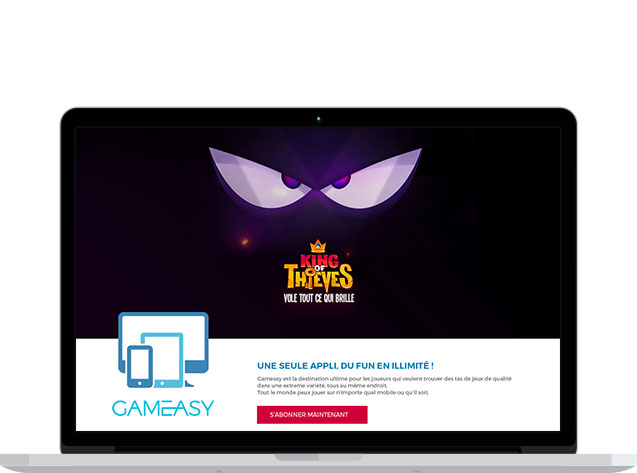 KING
OF
THIEVES
VOLE TOUT CE QUI BRILLE
GAMEASY
UNE SEULE APPLI, DU FUN EN ILLIMITÉ !
Gameasy est la destination ultime pour les joueurs qui veulent trouver des tas de jeux de qualité
dans une extreme variété, tous au même endroit.
Tout le monde peux jouer sur n'importe quel mobile ou qu'il soit.
S'ABONNER MAINTENANT